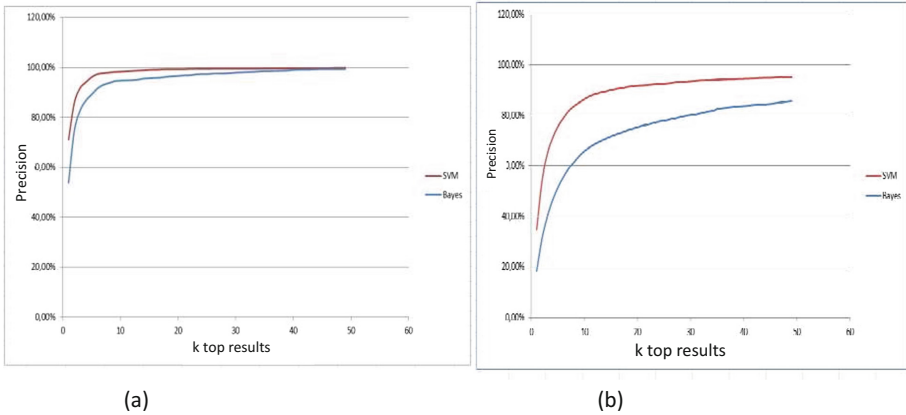 120,00%
100,00%
80,00%
60,00%
40,00%
20,00%
0,00%
Precision
0 10 20 30 40 50 60
k top results
SVM
Bayes
(a)
120,00%
100,00%
80,00%
0,00%
40,00%
20,00%
0,00%
Precision
0 10 20 30 40 50 60
k top results
SVM
Bayes
(b)